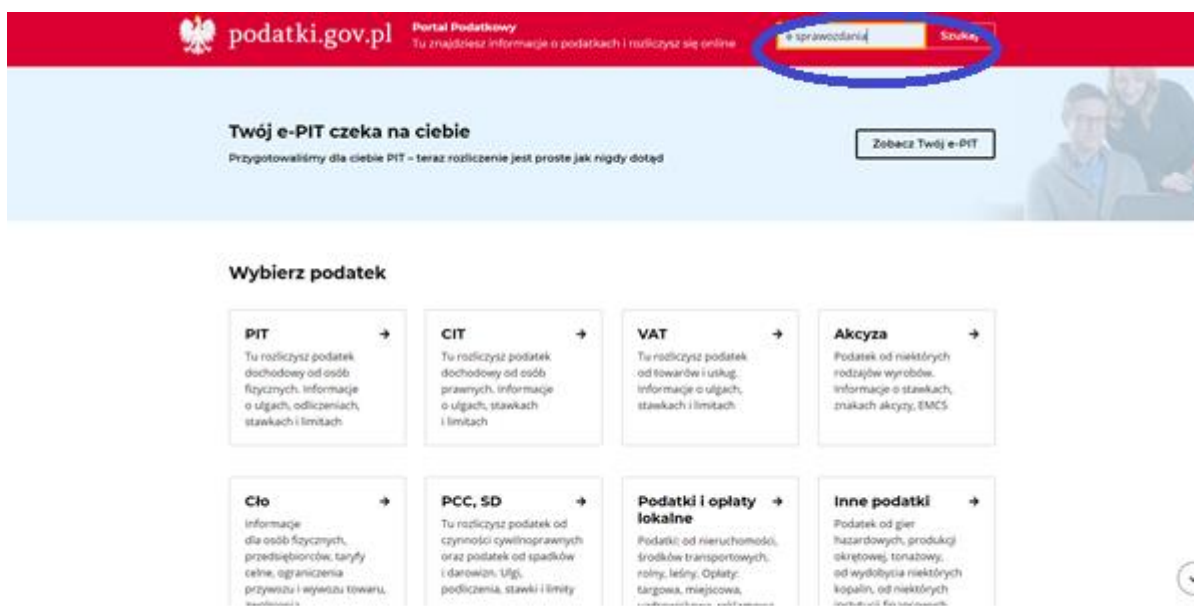 podatki.gov.pl
Portal Podatkowy
Tu znajdziesz informacje o podatkach i rozliczysz się online
e sprawozdania
Szukaj
Twój e-PIT czeka na ciebie
Przygotowaliśmy dla ciebie PIT – teraz rozliczenie jest proste jak nigdy dotąd
Zobacz Twój e-PIT
Wybierz podatek
PIT
Tu rozliczysz podatek
dochodowy od osób
fizycznych. Informacje
o ulgach, odliczeniach,
stawkach i limitach
CIT
Tu rozliczysz podatek
dochodowy od osób
prawnych. Informacje
o ulgach, stawkach
i limitach
VAT
Tu rozliczysz podatek
od towarów i usług.
Informacje o ulgach,
stawkach i limitach
Akcyza
Podatek od niektórych
rodzajów wyrobów.
Informacje o stawkach,
znakach akcyzy, EMCS
Cło
Informacje
dla osób fizycznych,
przedsiębiorców, taryfy
celne, ograniczenia
przywozu i wywozu towaru,
PCC, SD
Tu rozliczysz podatek od
czynności cywilnoprawnych
oraz podatek od spadków
i darowizn. Ulgi,
podliczenia, stawki i limity
Podatki i opłaty
lokalne
Podatki: od nieruchomości,
środków transportowych,
rolny, leśny. Opłaty:
targowa, miejscowa,
Inne podatki
Podatek od gier
hazardowych, produkcji
okrętowej, tonażowy,
od wydobycia niektórych
kopalin, od niektórych